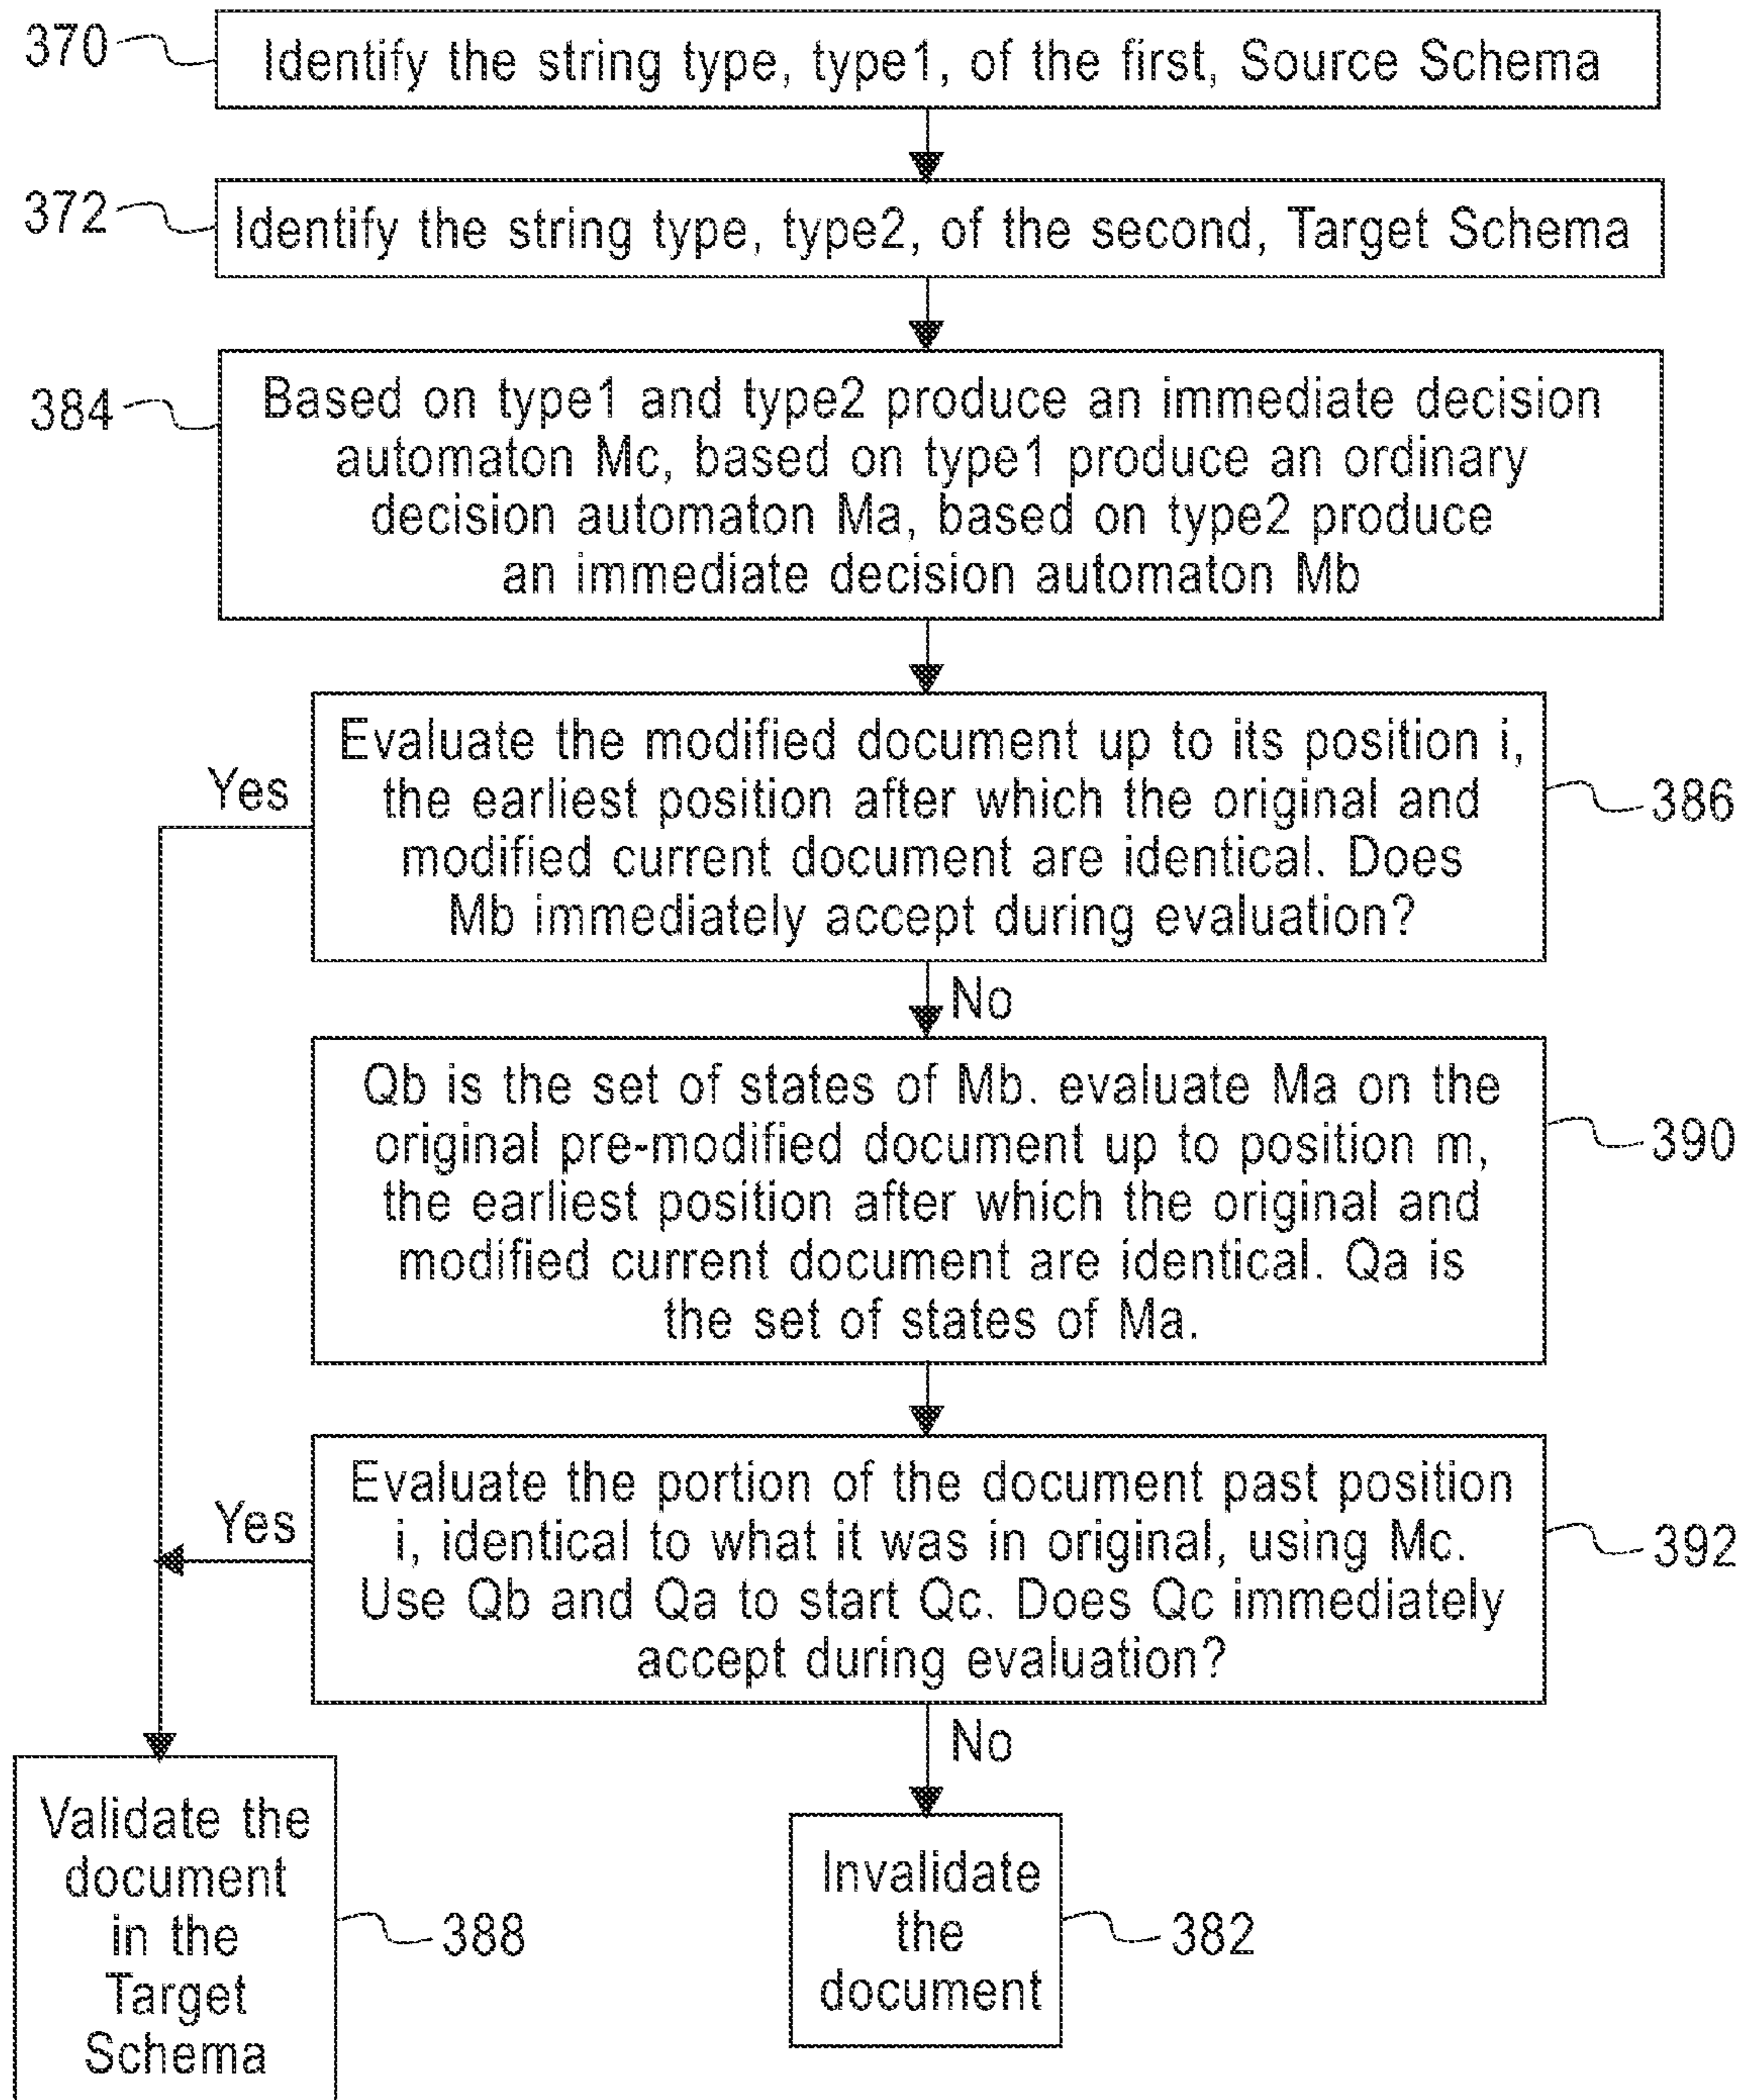 370
Identify the string type, type1, of the first, Source Schema
372
Identify the string type, type2, of the second, Target Schema
384
Based on type1 and type2 produce an immediate decision
automaton Mc, based on type1 produce an ordinary
decision automaton Ma, based on type2 produce
an immediate decision automaton Mb
Evaluate the modified document up to its position i,
the earliest position after which the original and
modified current document are identical. Does
Mb immediately accept during evaluation?
Yes
386
No
Qb is the set of states of Mb. evaluate Ma on the
original pre-modified document up to position m,
the earliest position after which the original and
modified current document are identical. Qa is
the set of states of Ma.
390
Evaluate the portion of the document past position
i, identical to what it was in original, using Mc.
Use Qb and Qa to start Qc. Does Qc immediately
accept during evaluation?
Yes
392
No
Validate the
document
in the
Target
Schema
388
Invalidate
the
document
382